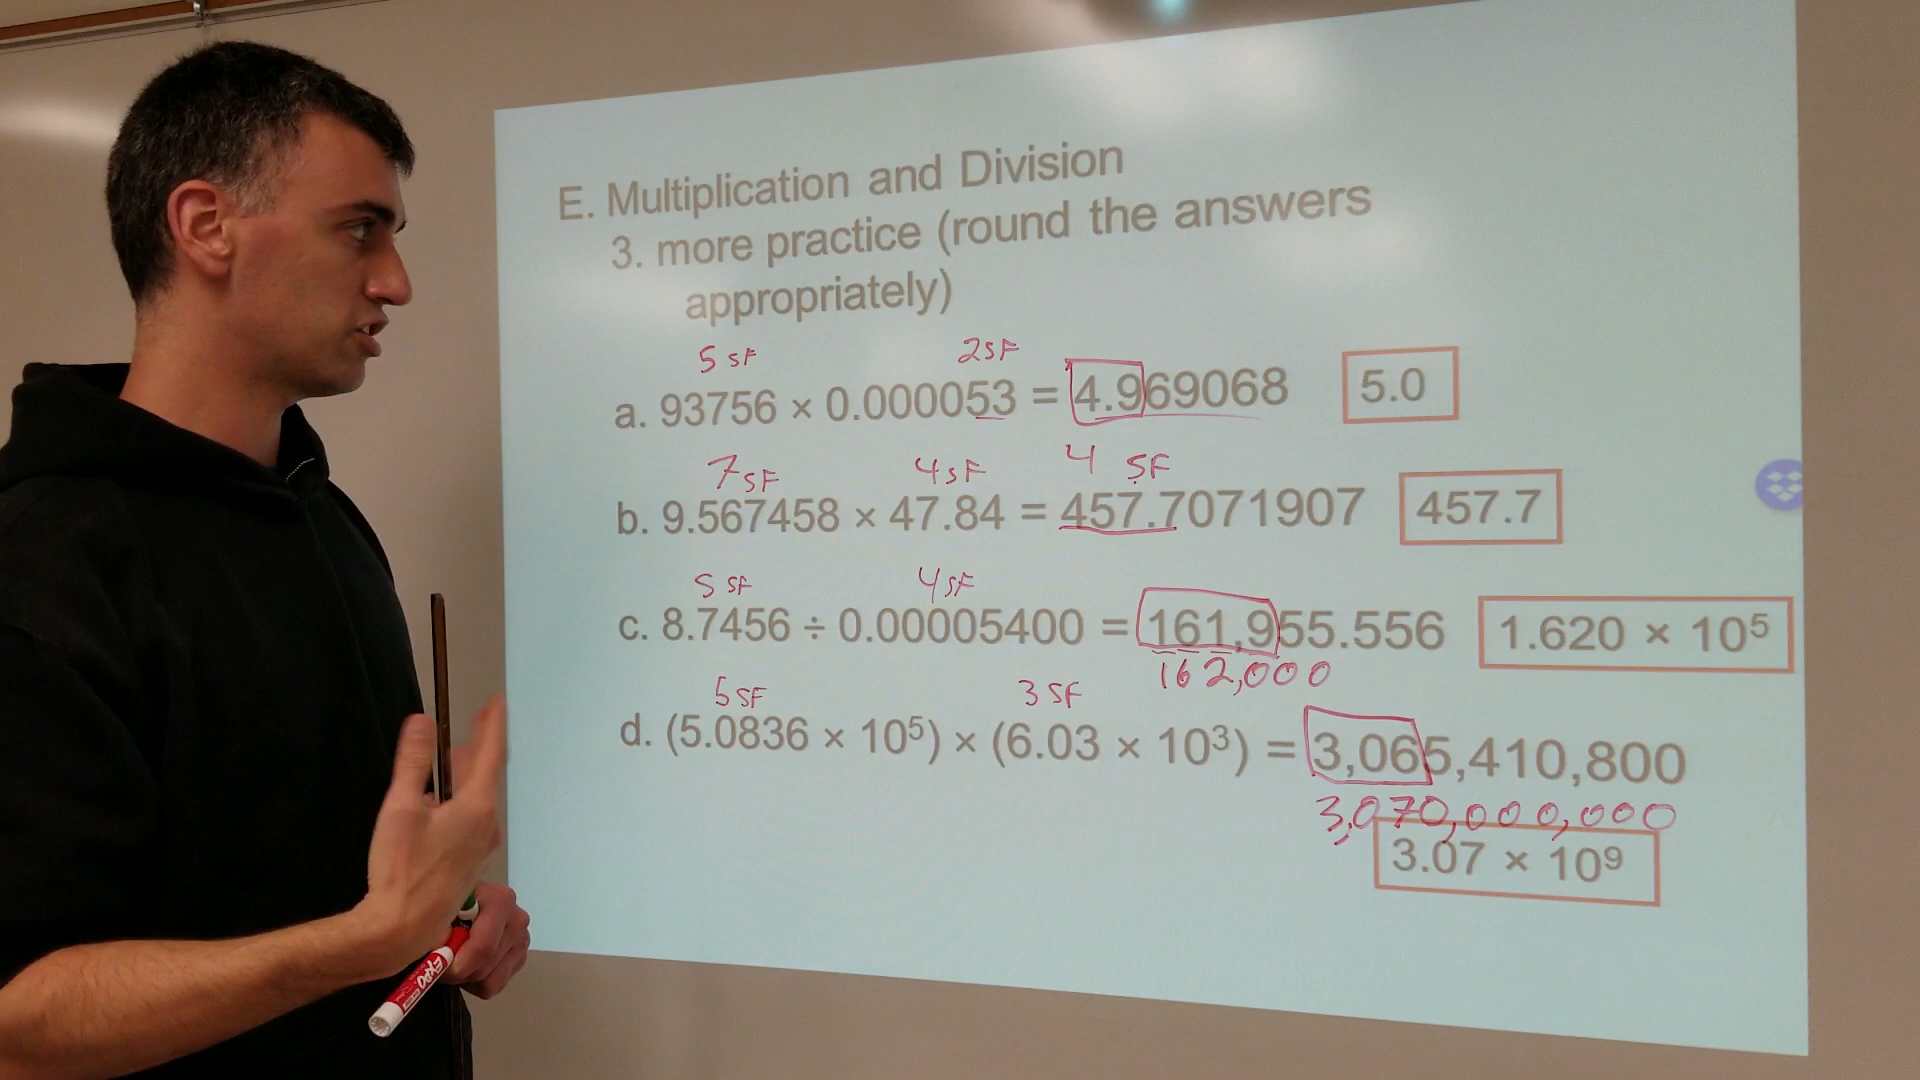 E. Multiplication and Division
3. more practice (round the answers
appropriately)
5 SF 2SF
a. 93756 × 0.000053 = 4.969068 5.0
7SF 4SF 4 SF
b. 9.567458 × 47.84 = 457.7071907 457.7
5 SF 4SF
c. 8.7456 ÷ 0.00005400 = 161,955.556 1.620 × 10⁵
162,000
5SF 3 SF
d. (5.0836 × 10⁵) × (6.03 × 10³) = 3,065,410,800
3,070,000,000
3.07 × 10⁹
EXPO